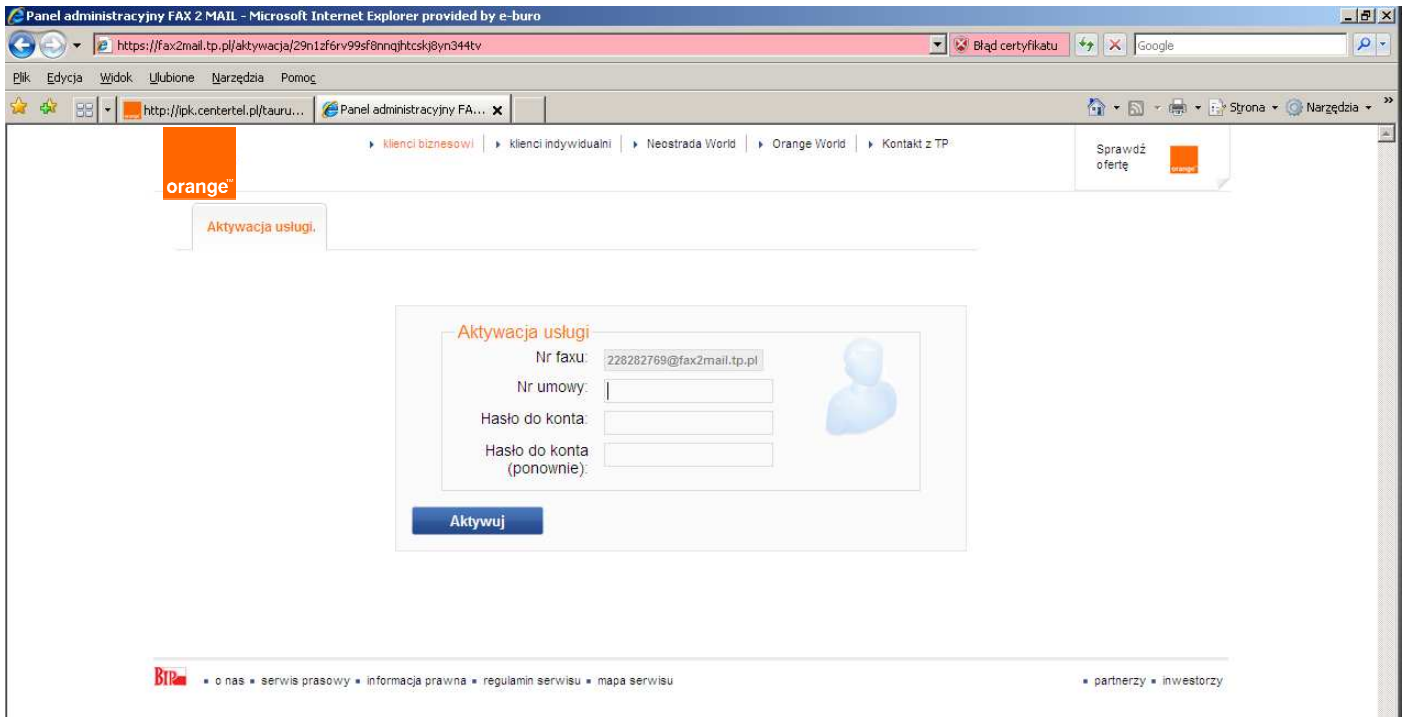 Panel administracyjny FAX 2 MAIL - Microsoft Internet Explorer provided by e-buro
https://fax2mail.tp.pl/aktywacja/29n1zf6rv99sf8nnqjhtcskj8yn344tv
Błąd certyfikatu
Google
Plik Edycja Widok Ulubione Narzędzia Pomoc
http://ipk.centertel.pl/tauru...
Panel administracyjny FA...
Strona
Narzędzia
orange™
klienci biznesowi
klienci indywidualni
Neostrada World
Orange World
Kontakt z TP
Sprawdź
ofertę
orange™
Aktywacja usługi.
Aktywacja usługi
Nr faxu: 228282769@fax2mail.tp.pl
Nr umowy:
Hasło do konta:
Hasło do konta
(ponownie):
Aktywuj
BIP
o nas
serwis prasowy
informacja prawna
regulamin serwisu
mapa serwisu
partnerzy
inwestorzy